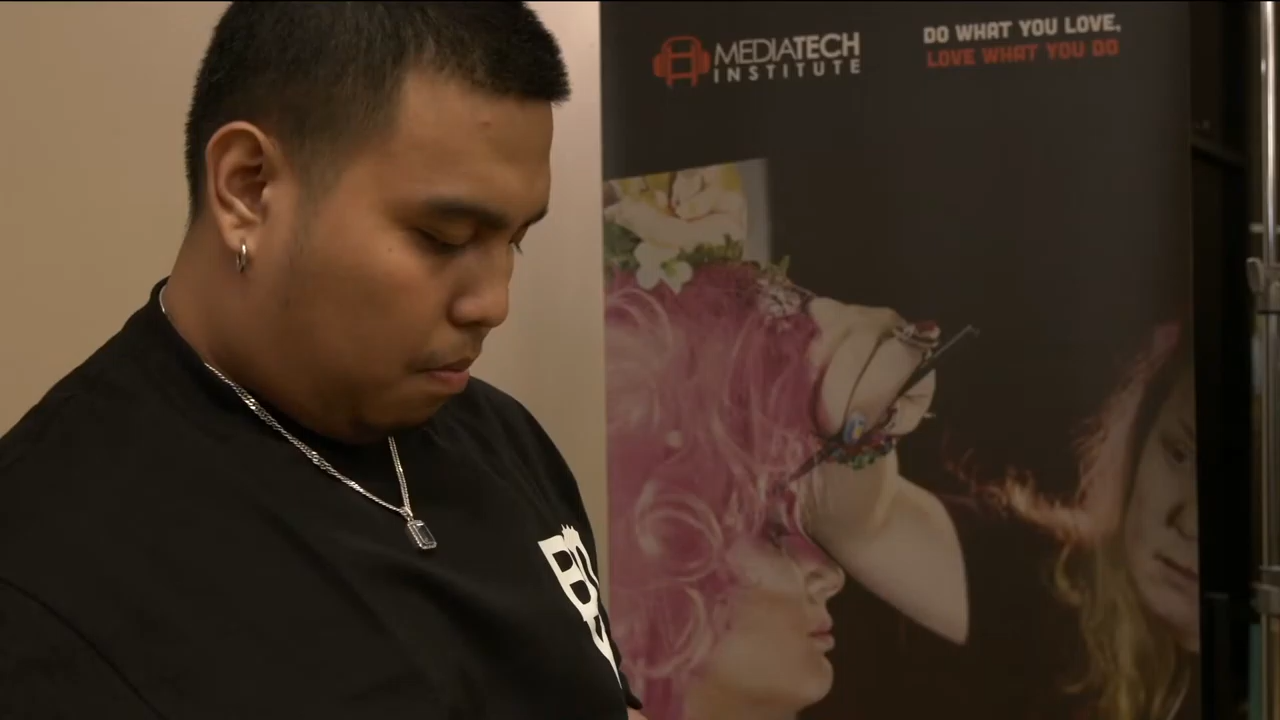 MEDIATECH
INSTITUTE
DO WHAT YOU LOVE,
LOVE WHAT YOU DO